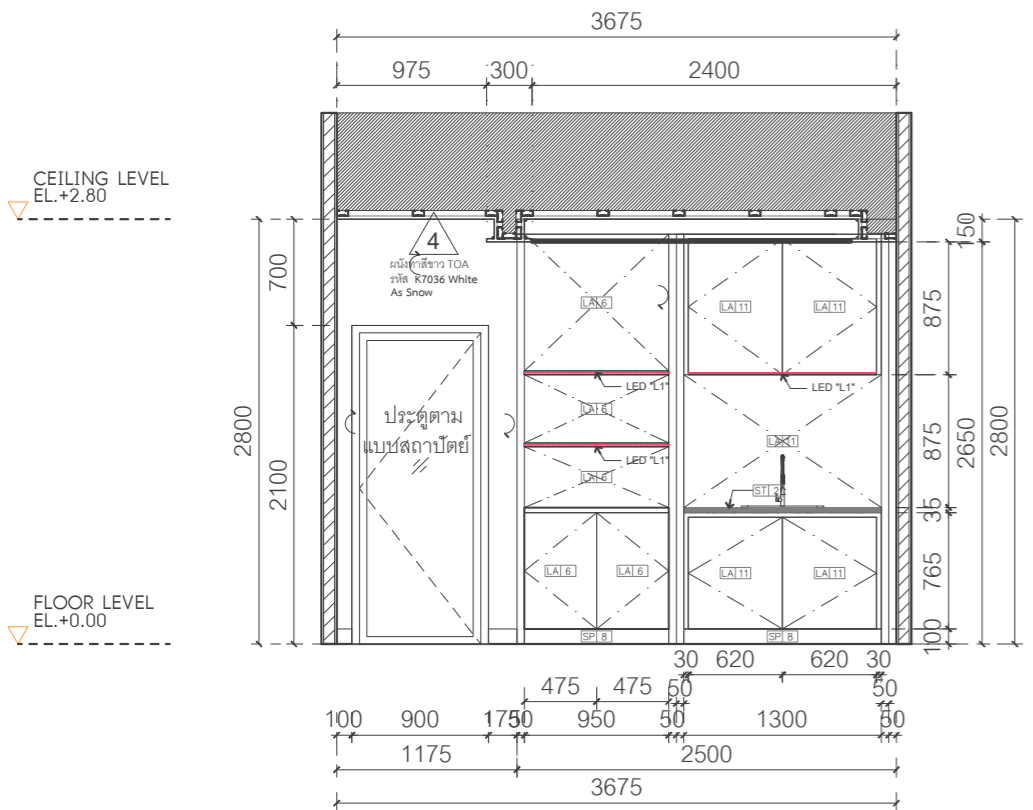 3675
975 300 2400
CEILING LEVEL
EL.+2.80
4
ผนังทาสีขาว TOA
รหัส K7036 White
As Snow
150
700
LA 6
LA 11 LA 11
875
LED "L1"
LED "L1"
ประตูตาม
แบบสถาปัตย์
LA 6
LA 11
2800
2100
875
2650
2800
LED "L1"
LA 6
ST 2
35
LA 6 LA 6
LA 11 LA 11
765
FLOOR LEVEL
EL.+0.00
SP 8 SP 8
100
30 620 620 30
475 475 50 50
100 900 175 50 950 50 1300 50
1175 2500
3675